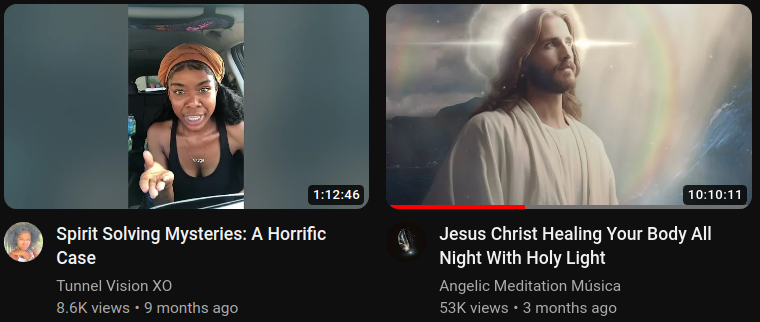 1:12:46
10:10:11
Spirit Solving Mysteries: A Horrific
Case
Tunnel Vision XO
8.6K views • 9 months ago
Jesus Christ Healing Your Body All
Night With Holy Light
Angelic Meditation Música
53K views • 3 months ago